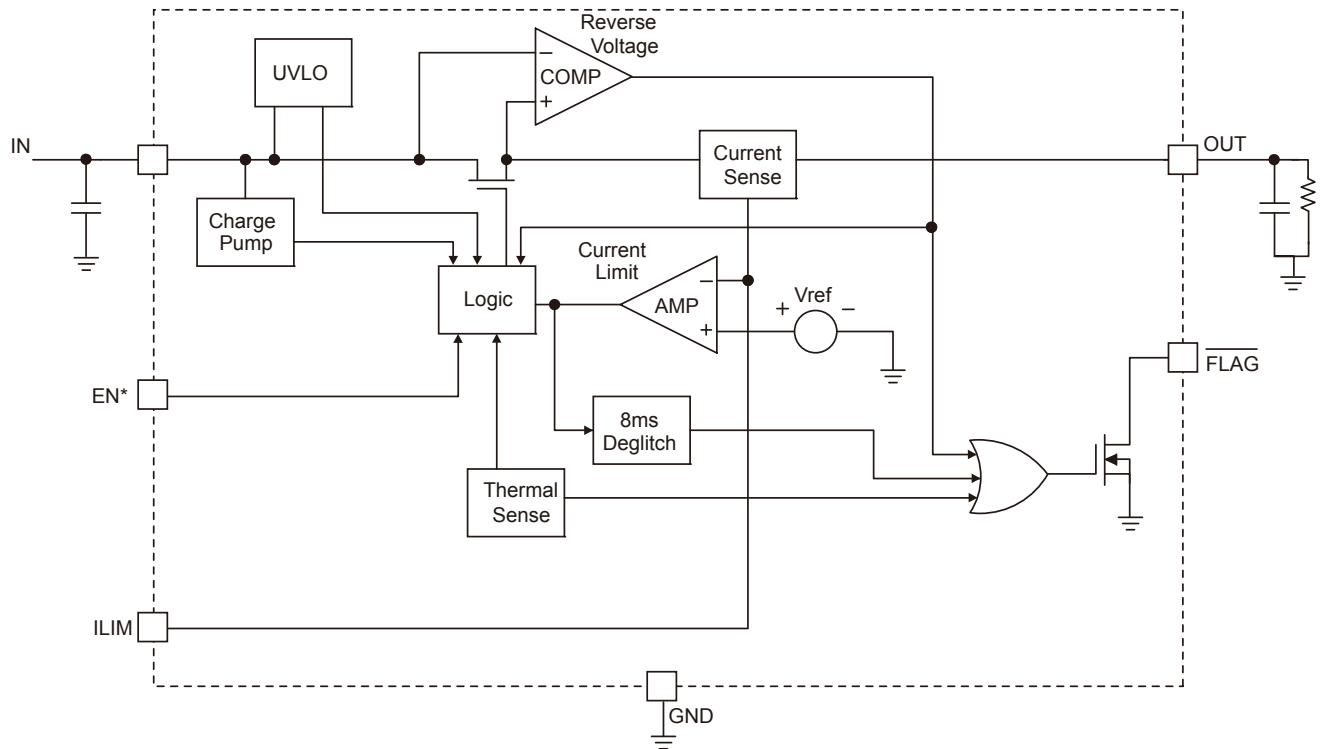 Reverse
Voltage
UVLO
−
COMP
+
IN
OUT
Current
Sense
Charge
Pump
Current
Limit
−
Logic
AMP
+
+ Vref −
FLAG
EN*
8ms
Deglitch
Thermal
Sense
ILIM
GND